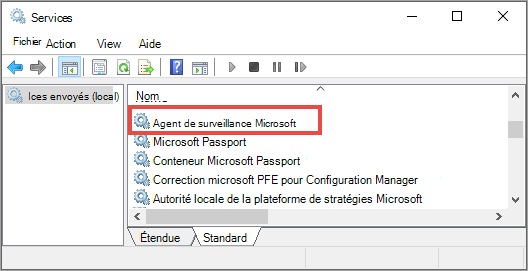 Services
Fichier Action View Aide
Ices envoyés (local)
Nom
Agent de surveillance Microsoft
Microsoft Passport
Conteneur Microsoft Passport
Correction microsoft PFE pour Configuration Manager
Autorité locale de la plateforme de stratégies Microsoft
Étendue Standard